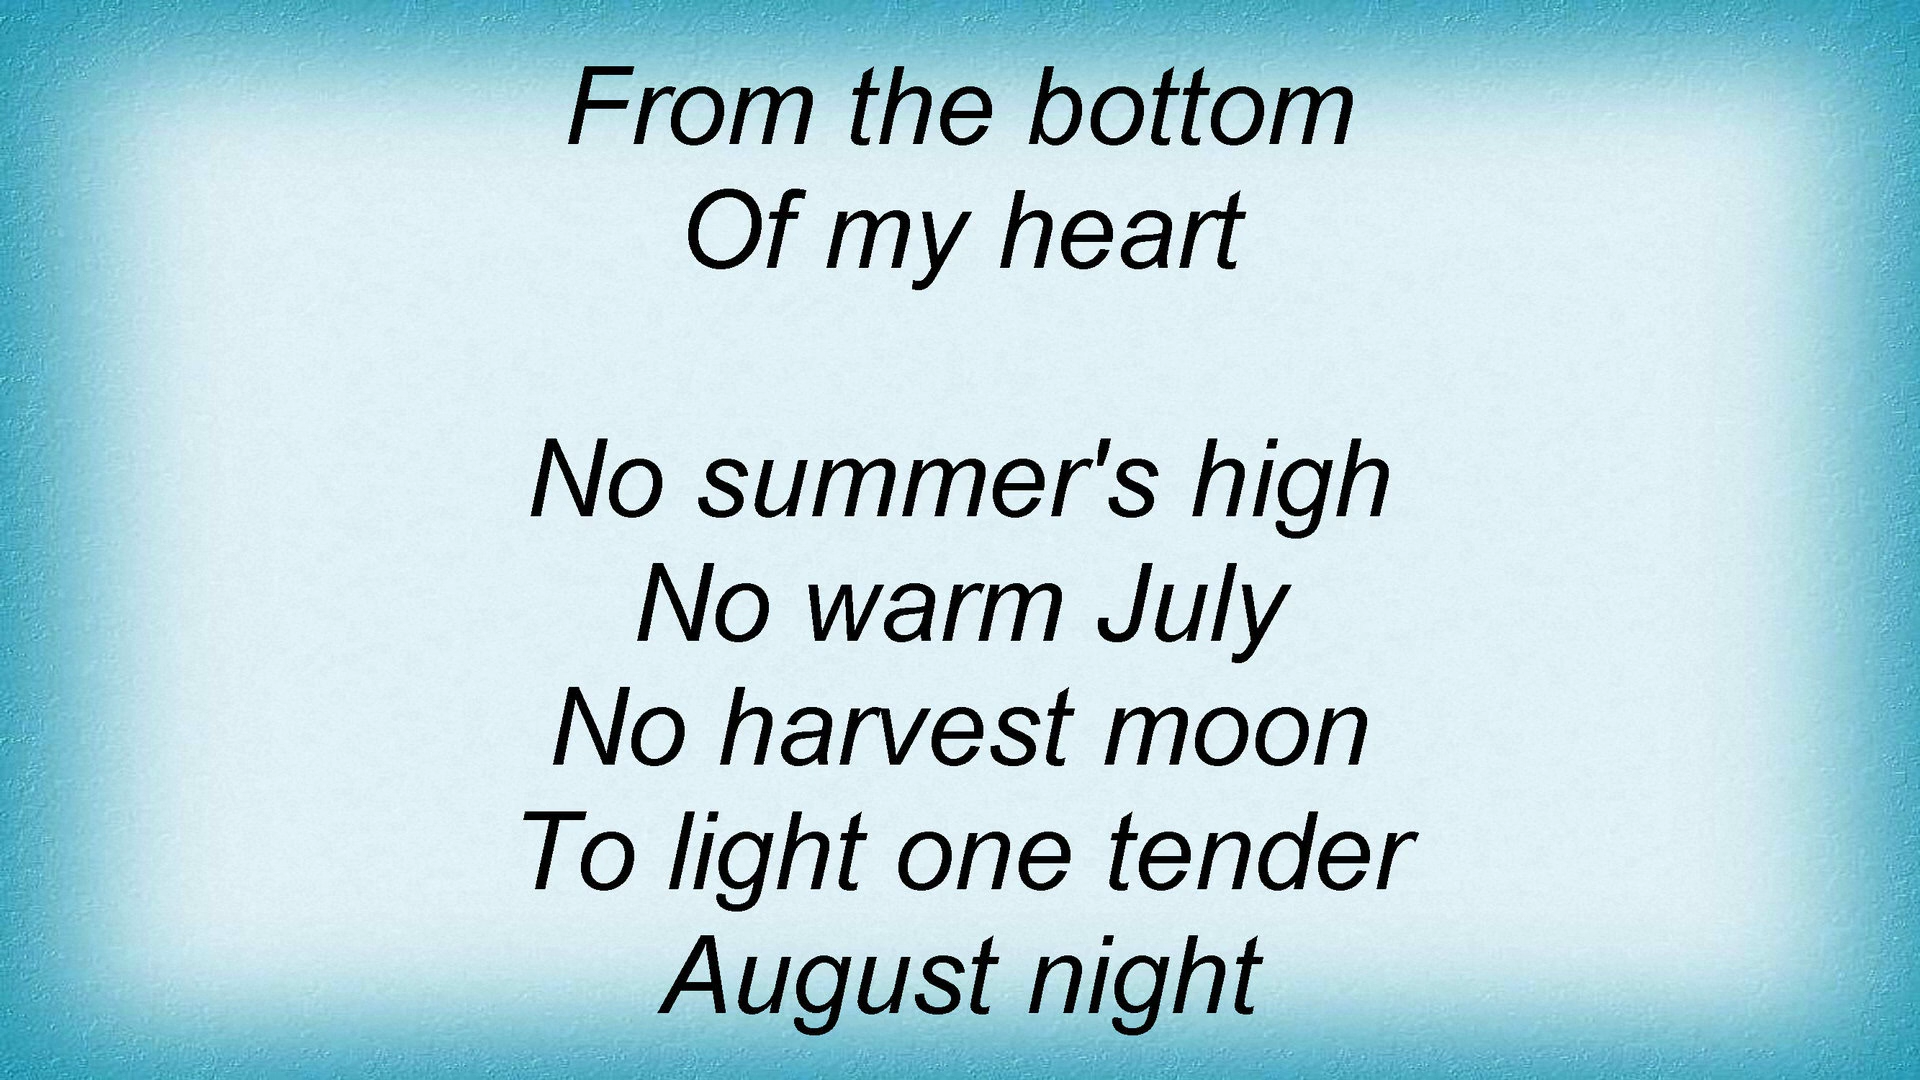 From the bottom
Of my heart
No summer's high
No warm July
No harvest moon
To light one tender
August night